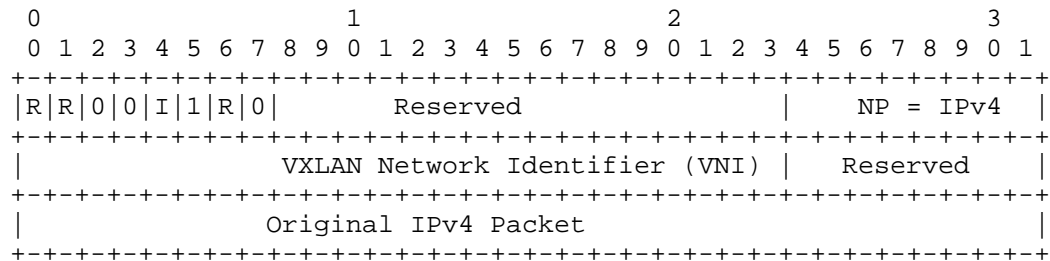 0                   1                   2                   3
0 1 2 3 4 5 6 7 8 9 0 1 2 3 4 5 6 7 8 9 0 1 2 3 4 5 6 7 8 9 0 1
+-+-+-+-+-+-+-+-+-+-+-+-+-+-+-+-+-+-+-+-+-+-+-+-+-+-+-+-+-+-+-+-+
|R|R|0|0|I|1|R|0|       Reserved                |    NP = IPv4  |
+-+-+-+-+-+-+-+-+-+-+-+-+-+-+-+-+-+-+-+-+-+-+-+-+-+-+-+-+-+-+-+-+
|                VXLAN Network Identifier (VNI) |   Reserved    |
+-+-+-+-+-+-+-+-+-+-+-+-+-+-+-+-+-+-+-+-+-+-+-+-+-+-+-+-+-+-+-+-+
|               Original IPv4 Packet                            |
+-+-+-+-+-+-+-+-+-+-+-+-+-+-+-+-+-+-+-+-+-+-+-+-+-+-+-+-+-+-+-+-+